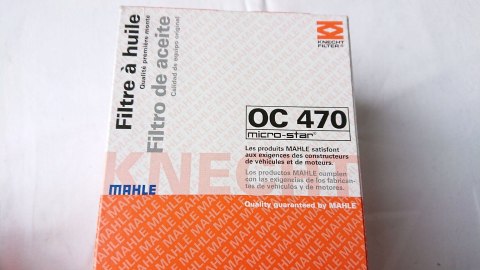 Filtre à huile
Qualité première monte
Filtro de aceite
Calidad de equipo original
KNECHT
FILTER
OC 470
micro-star
Les produits MAHLE satisfont
aux exigences des constructeurs
de véhicules et de moteurs.
Los productos MAHLE cumplen
con las exigencias de los fabrican-
tes de vehículos y de motores.
KNECHT
MAHLE
Quality guaranteed by MAHLE